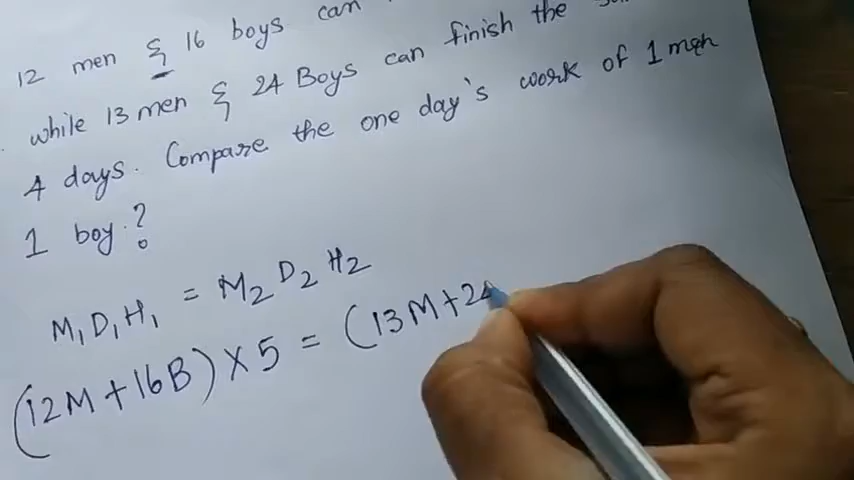 12 men & 16 boys can
while 13 men & 24 Boys can finish the
4 days. Compare the one day's work of 1 man
1 boy.?
M₁D₁H₁ = M₂D₂H₂
(12M+16B)×5 = (13M+24